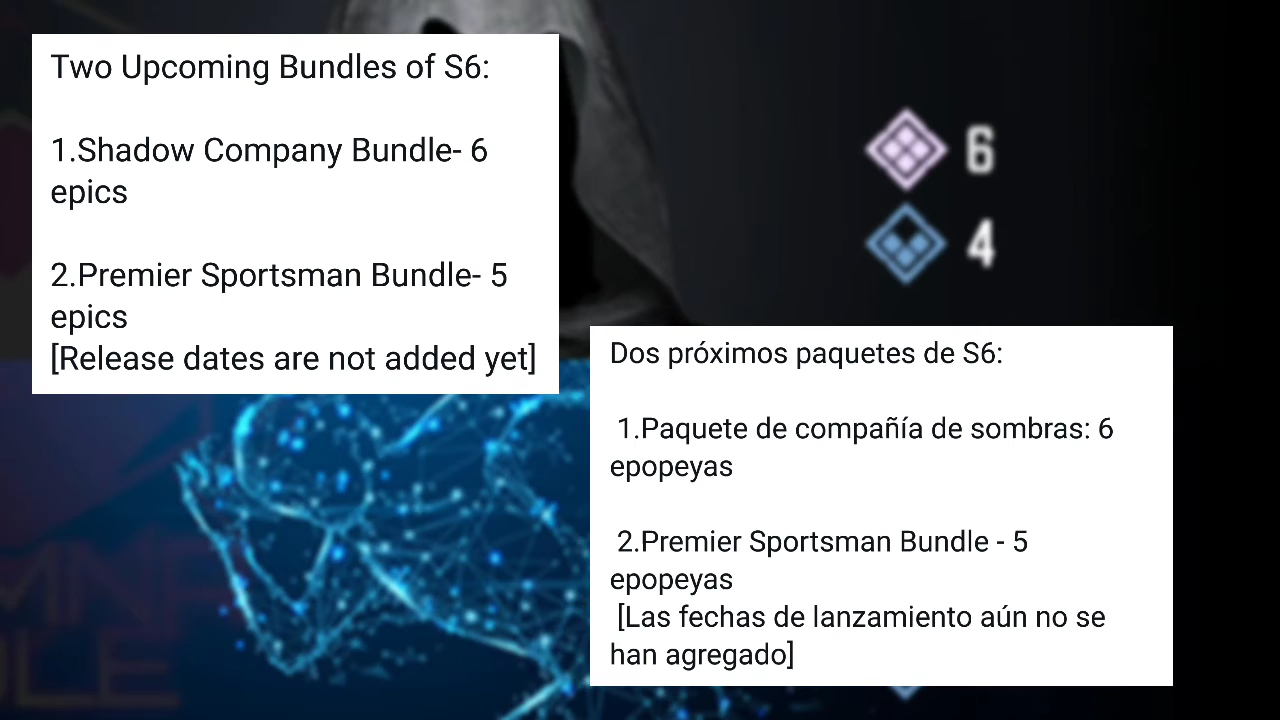 Two Upcoming Bundles of S6:
1.Shadow Company Bundle- 6
epics
2.Premier Sportsman Bundle- 5
epics
[Release dates are not added yet]
6
4
Dos próximos paquetes de S6:
1.Paquete de compañía de sombras: 6
epopeyas
2.Premier Sportsman Bundle - 5
epopeyas
[Las fechas de lanzamiento aún no se
han agregado]